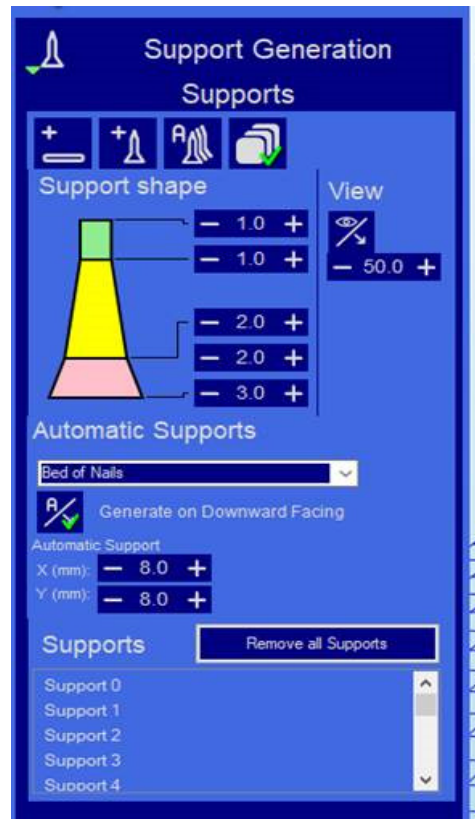 Support Generation
Supports
Support shape
View
1.0
1.0
50.0
2.0
2.0
3.0
Automatic Supports
Bed of Nails
Generate on Downward Facing
Automatic Support
X (mm): 8.0
Y (mm): 8.0
Supports
Remove all Supports
Support 0
Support 1
Support 2
Support 3
Support 4